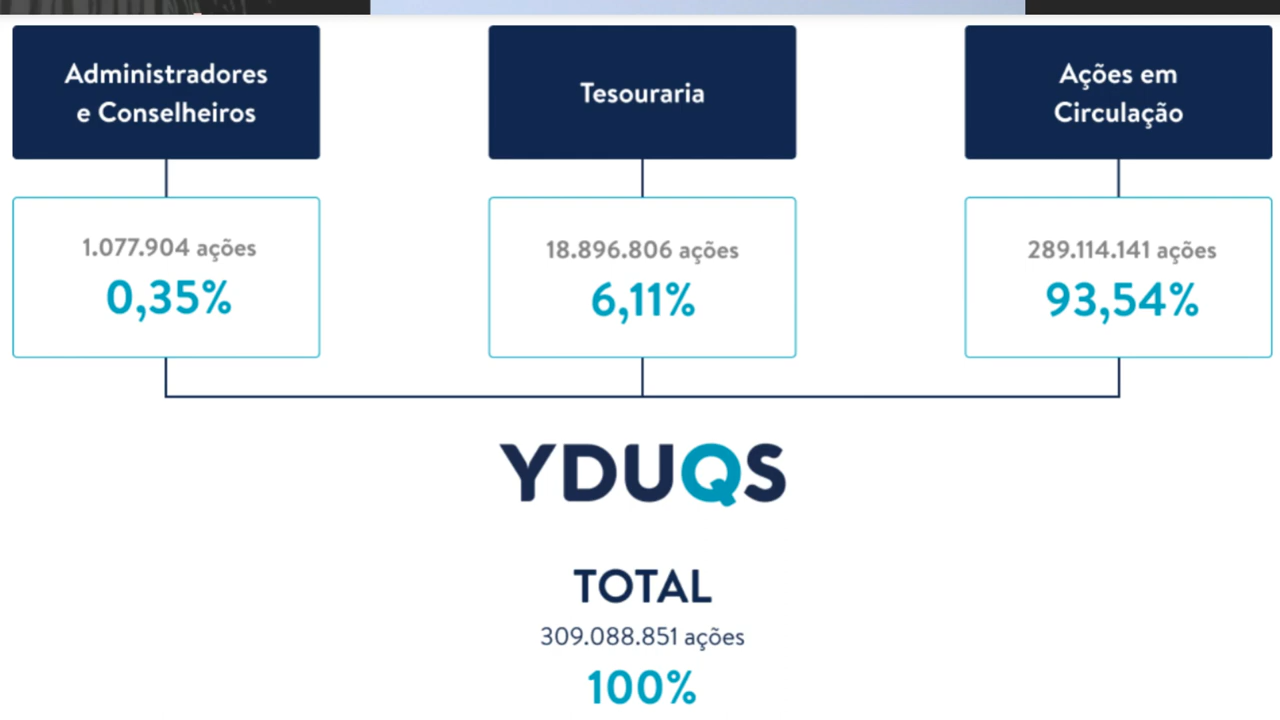 Administradores
e Conselheiros
1.077.904 ações
0,35%
Tesouraria
18.896.806 ações
6,11%
Ações em
Circulação
289.114.141 ações
93,54%
YDUQS
TOTAL
309.088.851 ações
100%